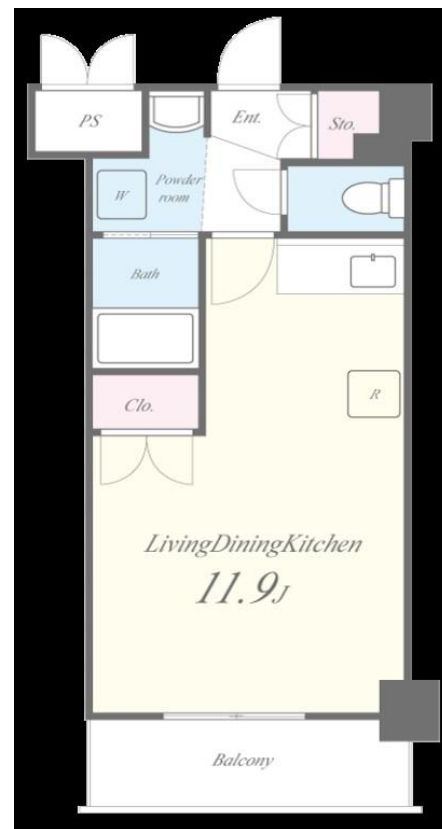 PS
Ent.
Sto.
W
Powder
room
Bath
Clo.
R
LivingDiningKitchen
11.9J
Balcony